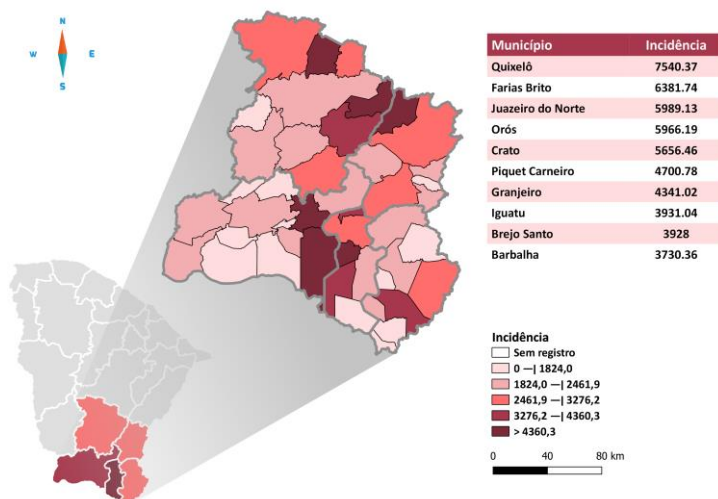 N
W E
S
Município Incidência
Quixelô 7540.37
Farias Brito 6381.74
Juazeiro do Norte 5989.13
Orós 5966.19
Crato 5656.46
Piquet Carneiro 4700.78
Granjeiro 4341.02
Iguatu 3931.04
Brejo Santo 3928
Barbalha 3730.36
Incidência
Sem registro
0 —| 1824,0
1824,0 —| 2461,9
2461,9 —| 3276,2
3276,2 —| 4360,3
> 4360,3
0 40 80 km